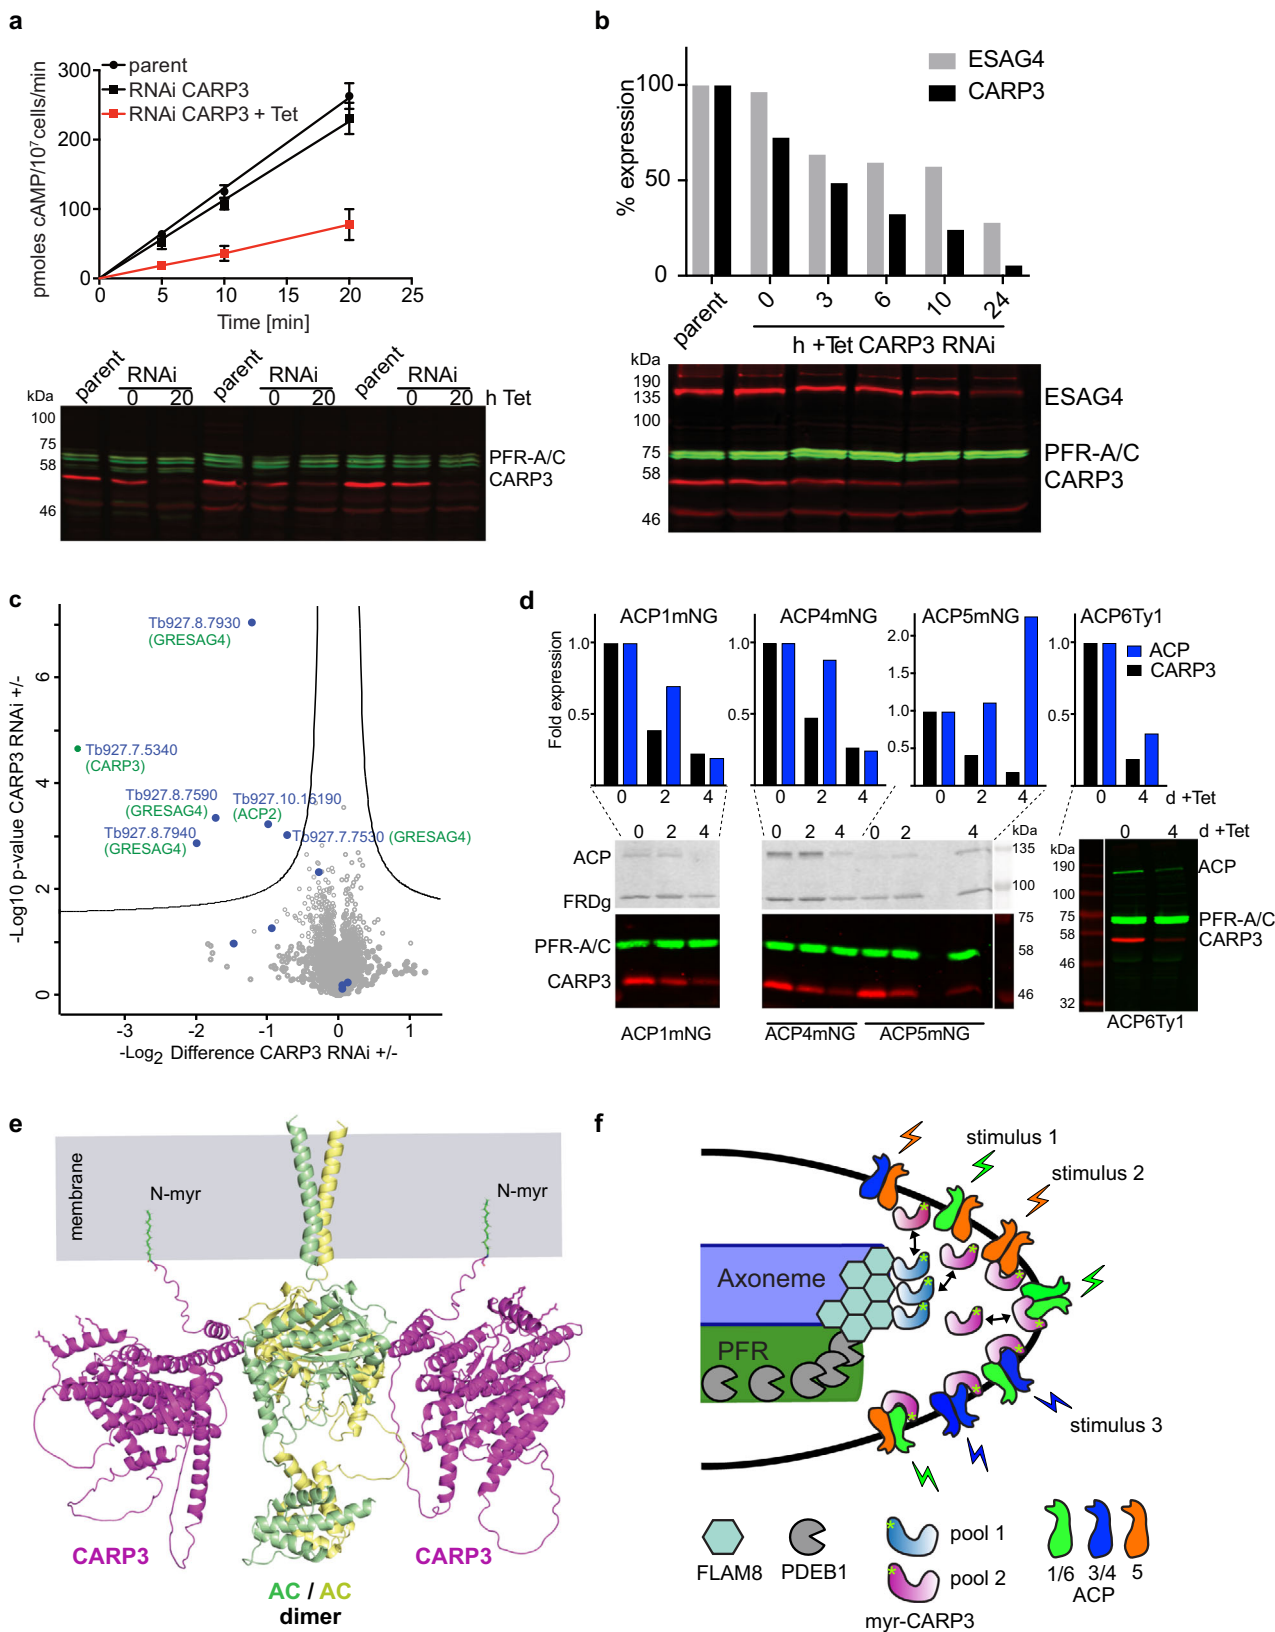 a
pmoles cAMP/10⁷cells/min
300
200
100
0
parent
RNAi CARP3
RNAi CARP3 + Tet
0 5 10 15 20 25
Time [min]
parent RNAi parent RNAi parent RNAi
kDa 0 20 0 20 0 20 h Tet
100
75
58
46
PFR-A/C
CARP3
b
% expression
100
50
0
ESAG4
CARP3
parent 0 3 6 10 24
h +Tet CARP3 RNAi
kDa
190
135
100
75
58
46
ESAG4
PFR-A/C
CARP3
c
-Log10 p-value CARP3 RNAi +/-
6
4
2
0
Tb927.8.7930
(GRESAG4)
Tb927.7.5340
(CARP3)
Tb927.8.7590
(GRESAG4)
Tb927.10.16190
(ACP2)
Tb927.8.7940
(GRESAG4)
Tb927.7.7530 (GRESAG4)
-3 -2 -1 0 1
-Log2 Difference CARP3 RNAi +/-
d
ACP1mNG ACP4mNG ACP5mNG ACP6Ty1
Fold expression
1.0
0.5
1.0
0.5
2.0
1.0
0.5
1.0
0.5
ACP
CARP3
0 2 4 0 2 4 0 2 4 0 4 d +Tet
0 2 4 0 2 4 0 2 4 kDa
0 4 d +Tet
ACP
FRDg
PFR-A/C
CARP3
135
100
75
58
46
kDa
190
100
75
58
46
32
ACP
PFR-A/C
CARP3
ACP1mNG ACP4mNG ACP5mNG ACP6Ty1
e
membrane
N-myr
N-myr
CARP3
CARP3
AC / AC
dimer
f
stimulus 1
stimulus 2
stimulus 3
Axoneme
PFR
FLAM8
PDEB1
pool 1
pool 2
myr-CARP3
1/6 3/4 5
ACP